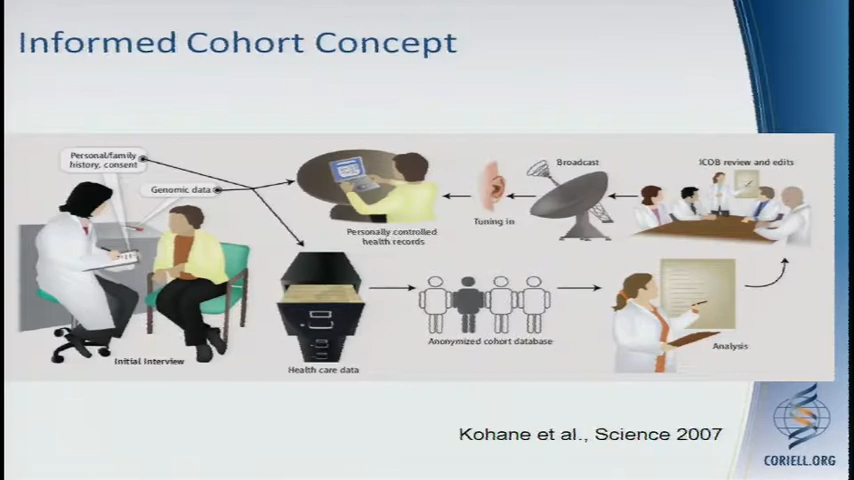 Informed Cohort Concept
Personal/family
history, consent
Genomic data
Initial Interview
Personally controlled
health records
Tuning in
Broadcast
ICOB review and edits
Health care data
Anonymized cohort database
Analysis
Kohane et al., Science 2007
CORIELL.ORG